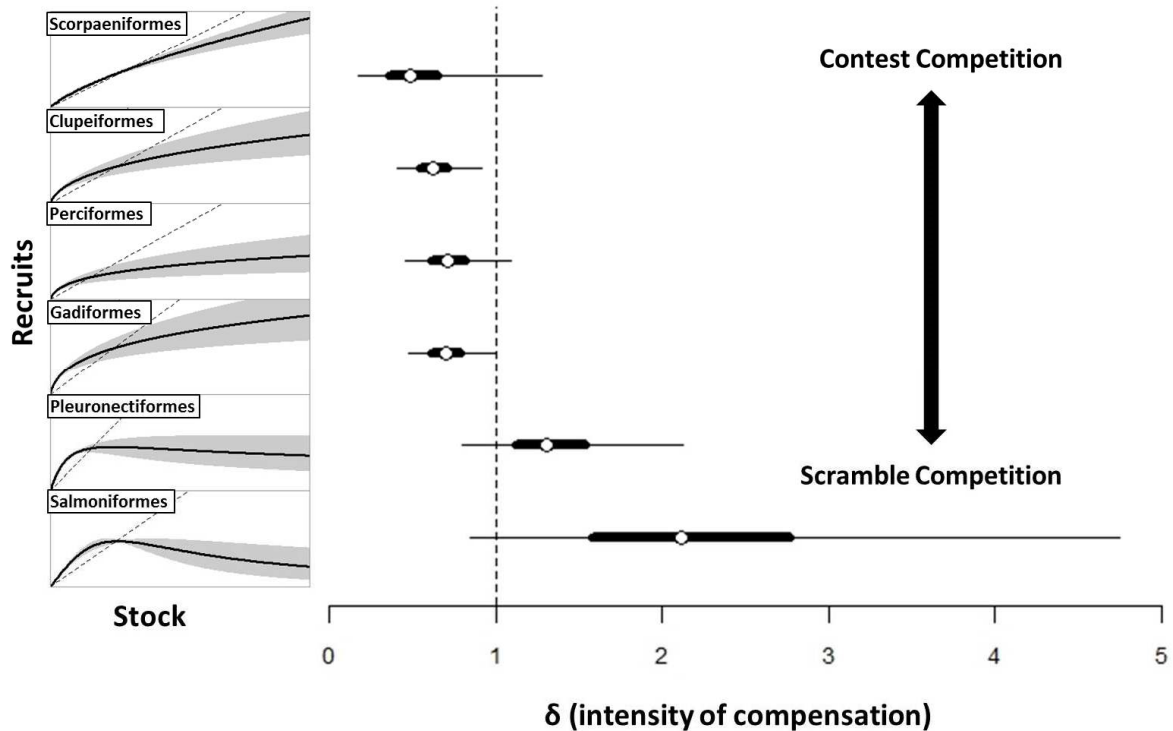 Scorpaeniformes
Clupeiformes
Perciformes
Gadiformes
Pleuronectiformes
Salmoniformes
Recruits
Stock
Contest Competition
Scramble Competition
0 1 2 3 4 5
δ (intensity of compensation)